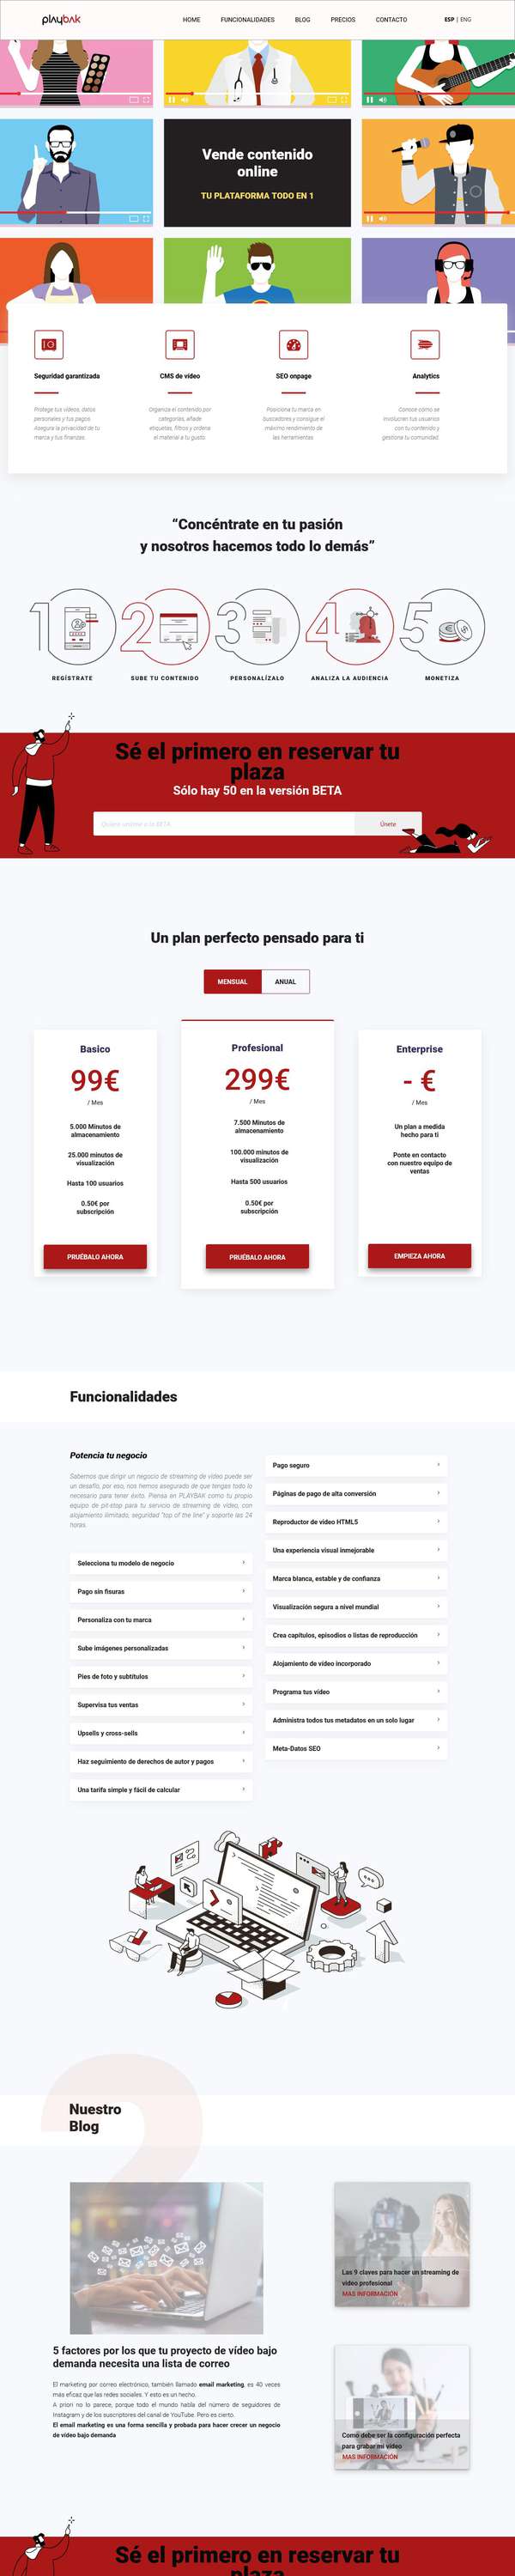 playbak
HOME FUNCIONALIDADES BLOG PRECIOS CONTACTO ESP | ENG
Vende contenido
online
TU PLATAFORMA TODO EN 1
Seguridad garantizada
Protege tus vídeos, datos
personales y tus pagos.
Asegura la privacidad de tu
marca y tus finanzas.
CMS de vídeo
Organiza el contenido por
categorías, añade
etiquetas, filtros y ordena
el material a tu gusto.
SEO onpage
Posiciona tu marca en
buscadores y consigue el
máximo rendimiento de
las herramientas.
Analytics
Conoce cómo se
involucran tus usuarios
con tu contenido y
gestiona tu comunidad.
“Concéntrate en tu pasión
y nosotros hacemos todo lo demás”
1 2 3 4 5
REGÍSTRATE
SUBE TU CONTENIDO
PERSONALÍZALO
ANALIZA LA AUDIENCIA
MONETIZA
Sé el primero en reservar tu
plaza
Sólo hay 50 en la versión BETA
Quiero unirme a la BETA
Únete
Un plan perfecto pensado para ti
MENSUAL ANUAL
Basico
99€
/ Mes
5.000 Minutos de
almacenamiento
25.000 minutos de
visualización
Hasta 100 usuarios
0.50€ por
subscripción
PRUÉBALO AHORA
Profesional
299€
/ Mes
7.500 Minutos de
almacenamiento
100.000 minutos de
visualización
Hasta 500 usuarios
0.50€ por
subscripción
PRUÉBALO AHORA
Enterprise
- €
/ Mes
Un plan a medida
hecho para ti
Ponte en contacto
con nuestro equipo de
ventas
EMPIEZA AHORA
Funcionalidades
Potencia tu negocio
Sabemos que dirigir un negocio de streaming de vídeo puede ser
un desafío, por eso, nos hemos asegurado de que tengas todo lo
necesario para tener éxito. Piensa en PLAYBAK como tu propio
equipo de pit-stop para tu servicio de streaming de vídeo, con
alojamiento limitado, seguridad "top of the line" y soporte las 24
horas.
Selecciona tu modelo de negocio
Pago sin fisuras
Personaliza con tu marca
Sube imágenes personalizadas
Pies de foto y subtítulos
Supervisa tus ventas
Upsells y cross-sells
Haz seguimiento de derechos de autor y pagos
Una tarifa simple y fácil de calcular
Pago seguro
Páginas de pago de alta conversión
Reproductor de video HTML5
Una experiencia visual inmejorable
Marca blanca, estable y de confianza
Visualización segura a nivel mundial
Crea capítulos, episodios o listas de reproducción
Alojamiento de vídeo incorporado
Programa tus vídeo
Administra todos tus metadatos en un solo lugar
Meta-Datos SEO
2
Nuestro
Blog
5 factores por los que tu proyecto de vídeo bajo
demanda necesita una lista de correo
El marketing por correo electrónico, también llamado email marketing, es 40 veces
más eficaz que las redes sociales. Y esto es un hecho.
A priori no lo parece, porque todo el mundo habla del número de seguidores de
Instagram y de los suscriptores del canal de YouTube. Pero es cierto.
El email marketing es una forma sencilla y probada para hacer crecer un negocio
de vídeo bajo demanda
Las 9 claves para hacer un streaming de
video profesional
MAS INFORMACIÓN
Como debe ser la configuración perfecta
para grabar mi vídeo
MAS INFORMACIÓN
Sé el primero en reservar tu
plaza